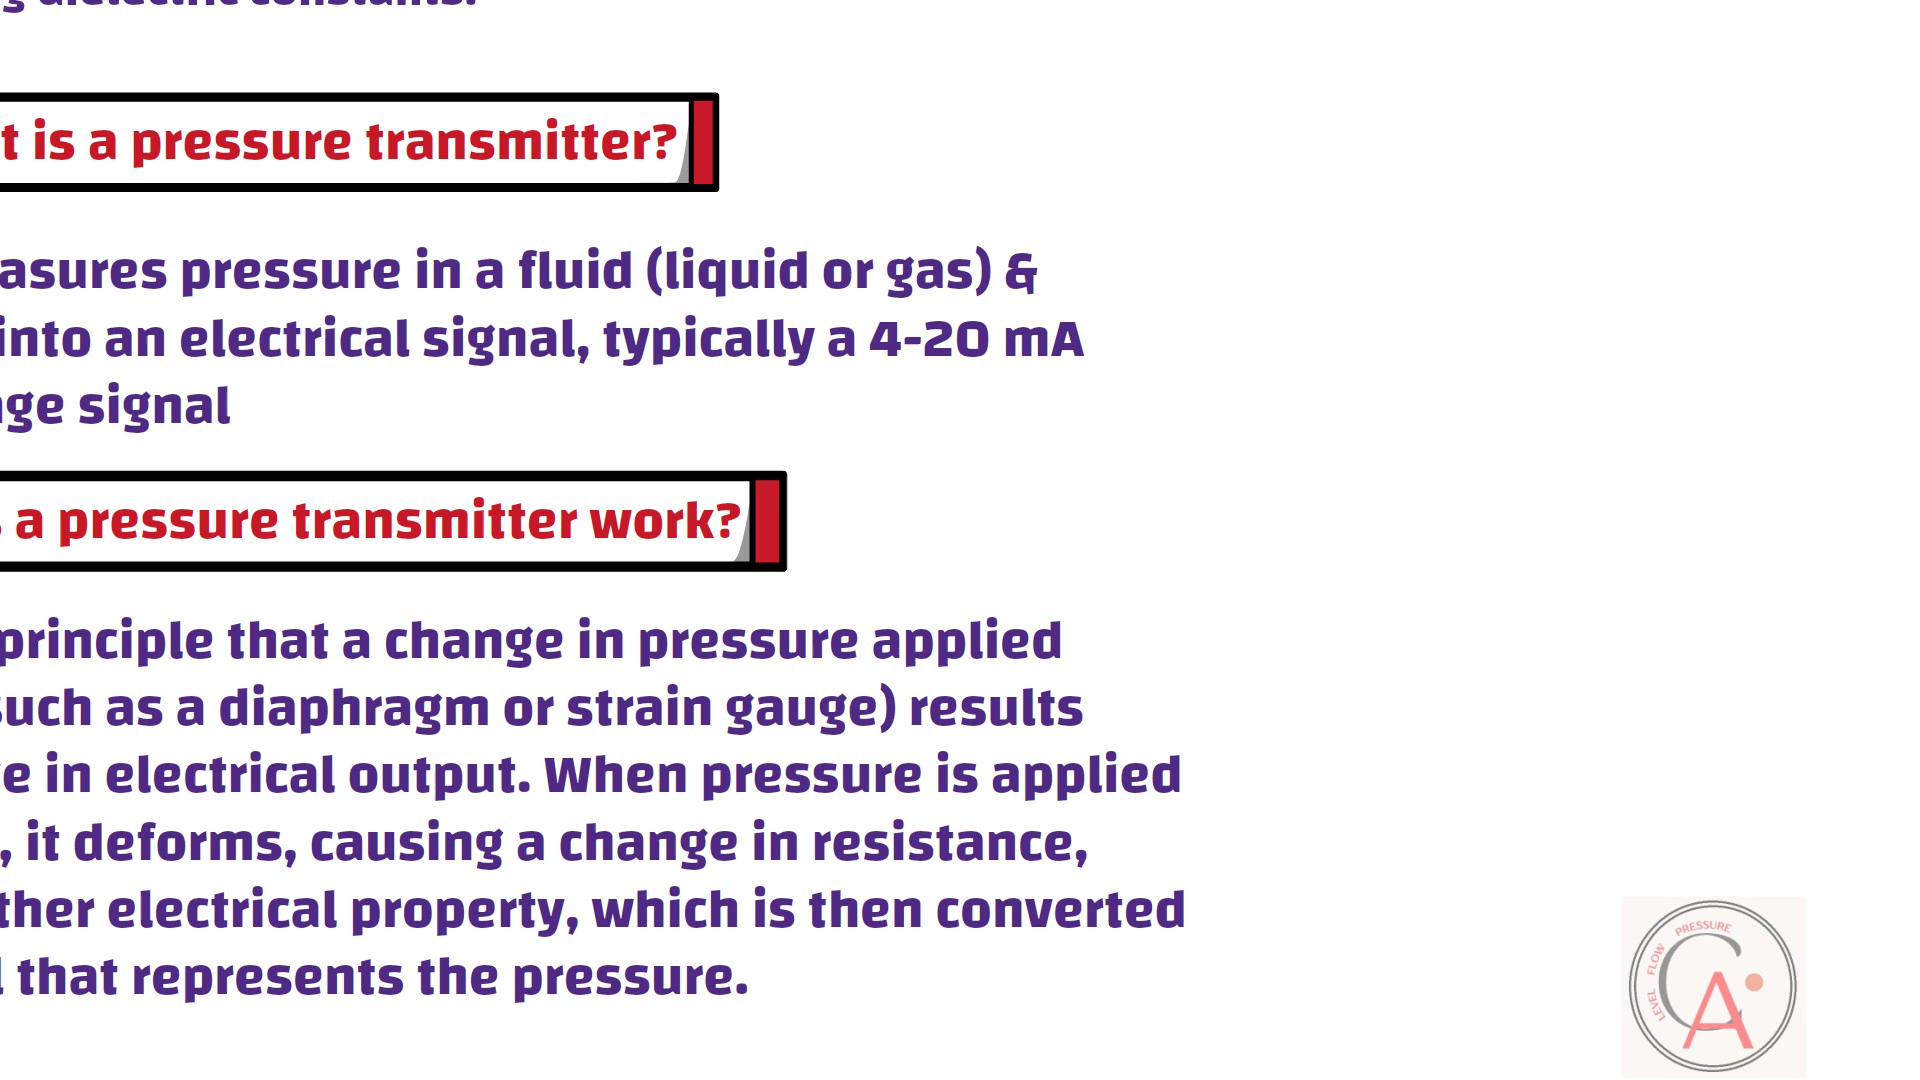 dielectric constants.
t is a pressure transmitter?
asures pressure in a fluid (liquid or gas) &
into an electrical signal, typically a 4-20 mA
ge signal
a pressure transmitter work?
principle that a change in pressure applied
such as a diaphragm or strain gauge) results
e in electrical output. When pressure is applied
, it deforms, causing a change in resistance,
ther electrical property, which is then converted
that represents the pressure.
LEVEL FLOW PRESSURE
CA